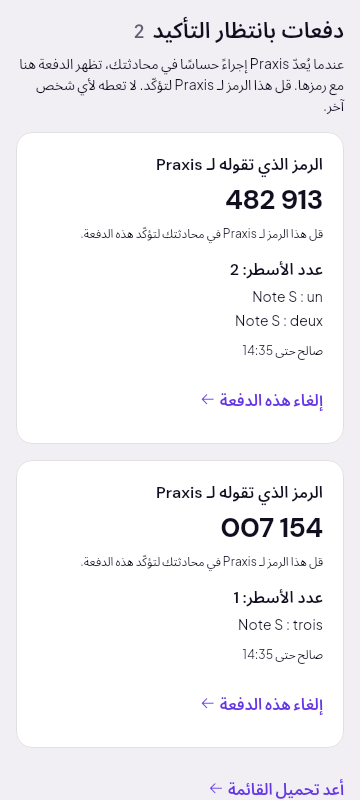 دفعات بانتظار التأكيد 2
عندما يُعدّ Praxis إجراءً حساسًا في محادثتك، تظهر الدفعة هنا
مع رمزها. قل هذا الرمز لـ Praxis لتؤكّد. لا تعطه لأي شخص
آخر.
الرمز الذي تقوله لـ Praxis
482 913
قل هذا الرمز لـ Praxis في محادثتك لتؤكّد هذه الدفعة.
عدد الأسطر: 2
Note S : un
Note S : deux
صالح حتى 14:35
إلغاء هذه الدفعة ←
الرمز الذي تقوله لـ Praxis
007 154
قل هذا الرمز لـ Praxis في محادثتك لتؤكّد هذه الدفعة.
عدد الأسطر: 1
Note S : trois
صالح حتى 14:35
إلغاء هذه الدفعة ←
أعد تحميل القائمة ←